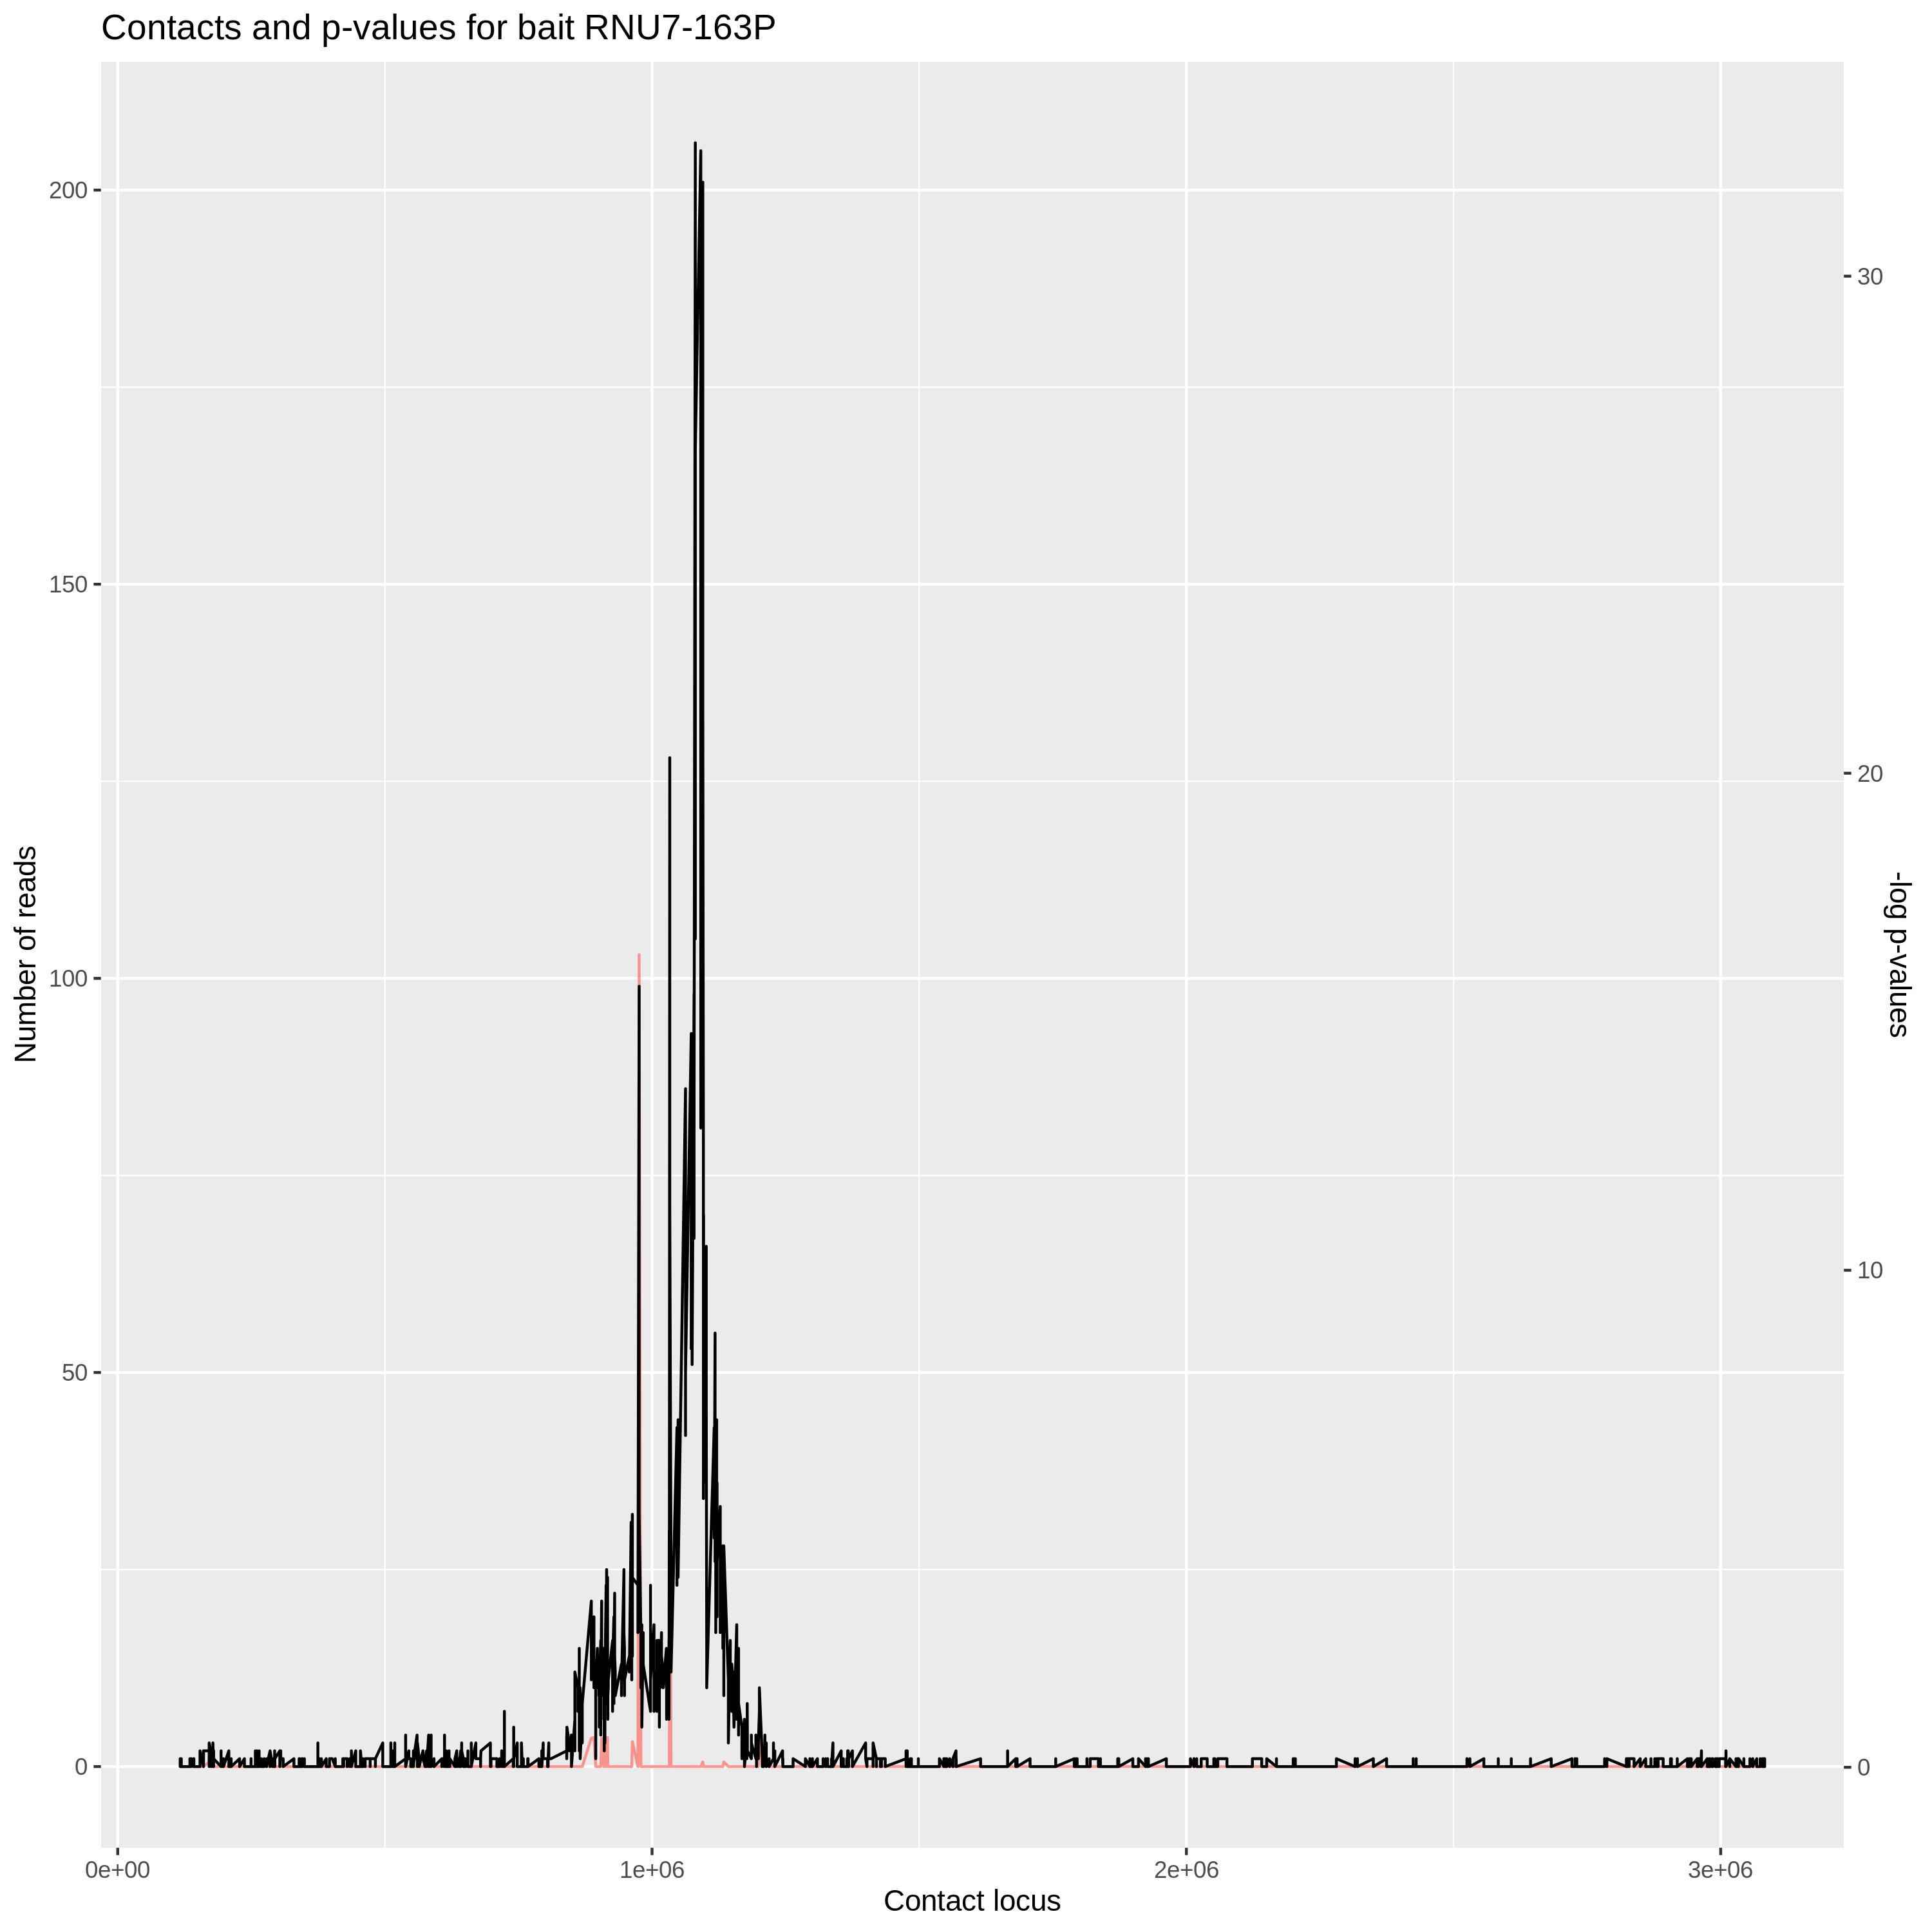 Contacts and p-values for bait RNU7-163P
200
150
100
50
0
Number of reads
30
20
10
0
-log p-values
0e+00
1e+06
2e+06
3e+06
Contact locus